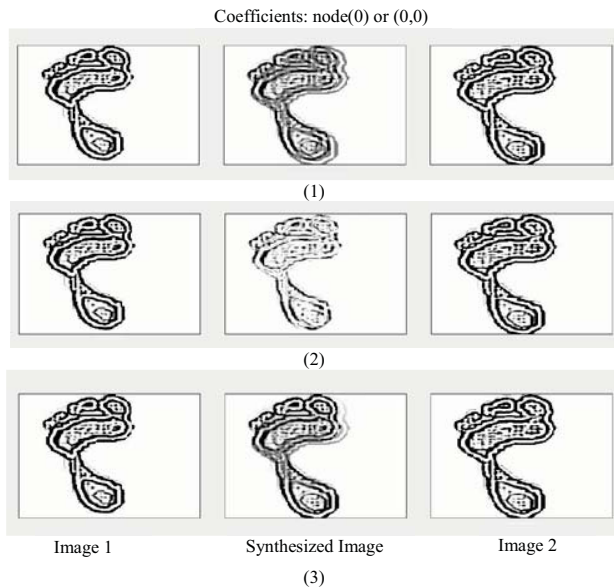 Coefficients: node(0) or (0,0)
(1)
(2)
Image 1 Synthesized Image Image 2
(3)